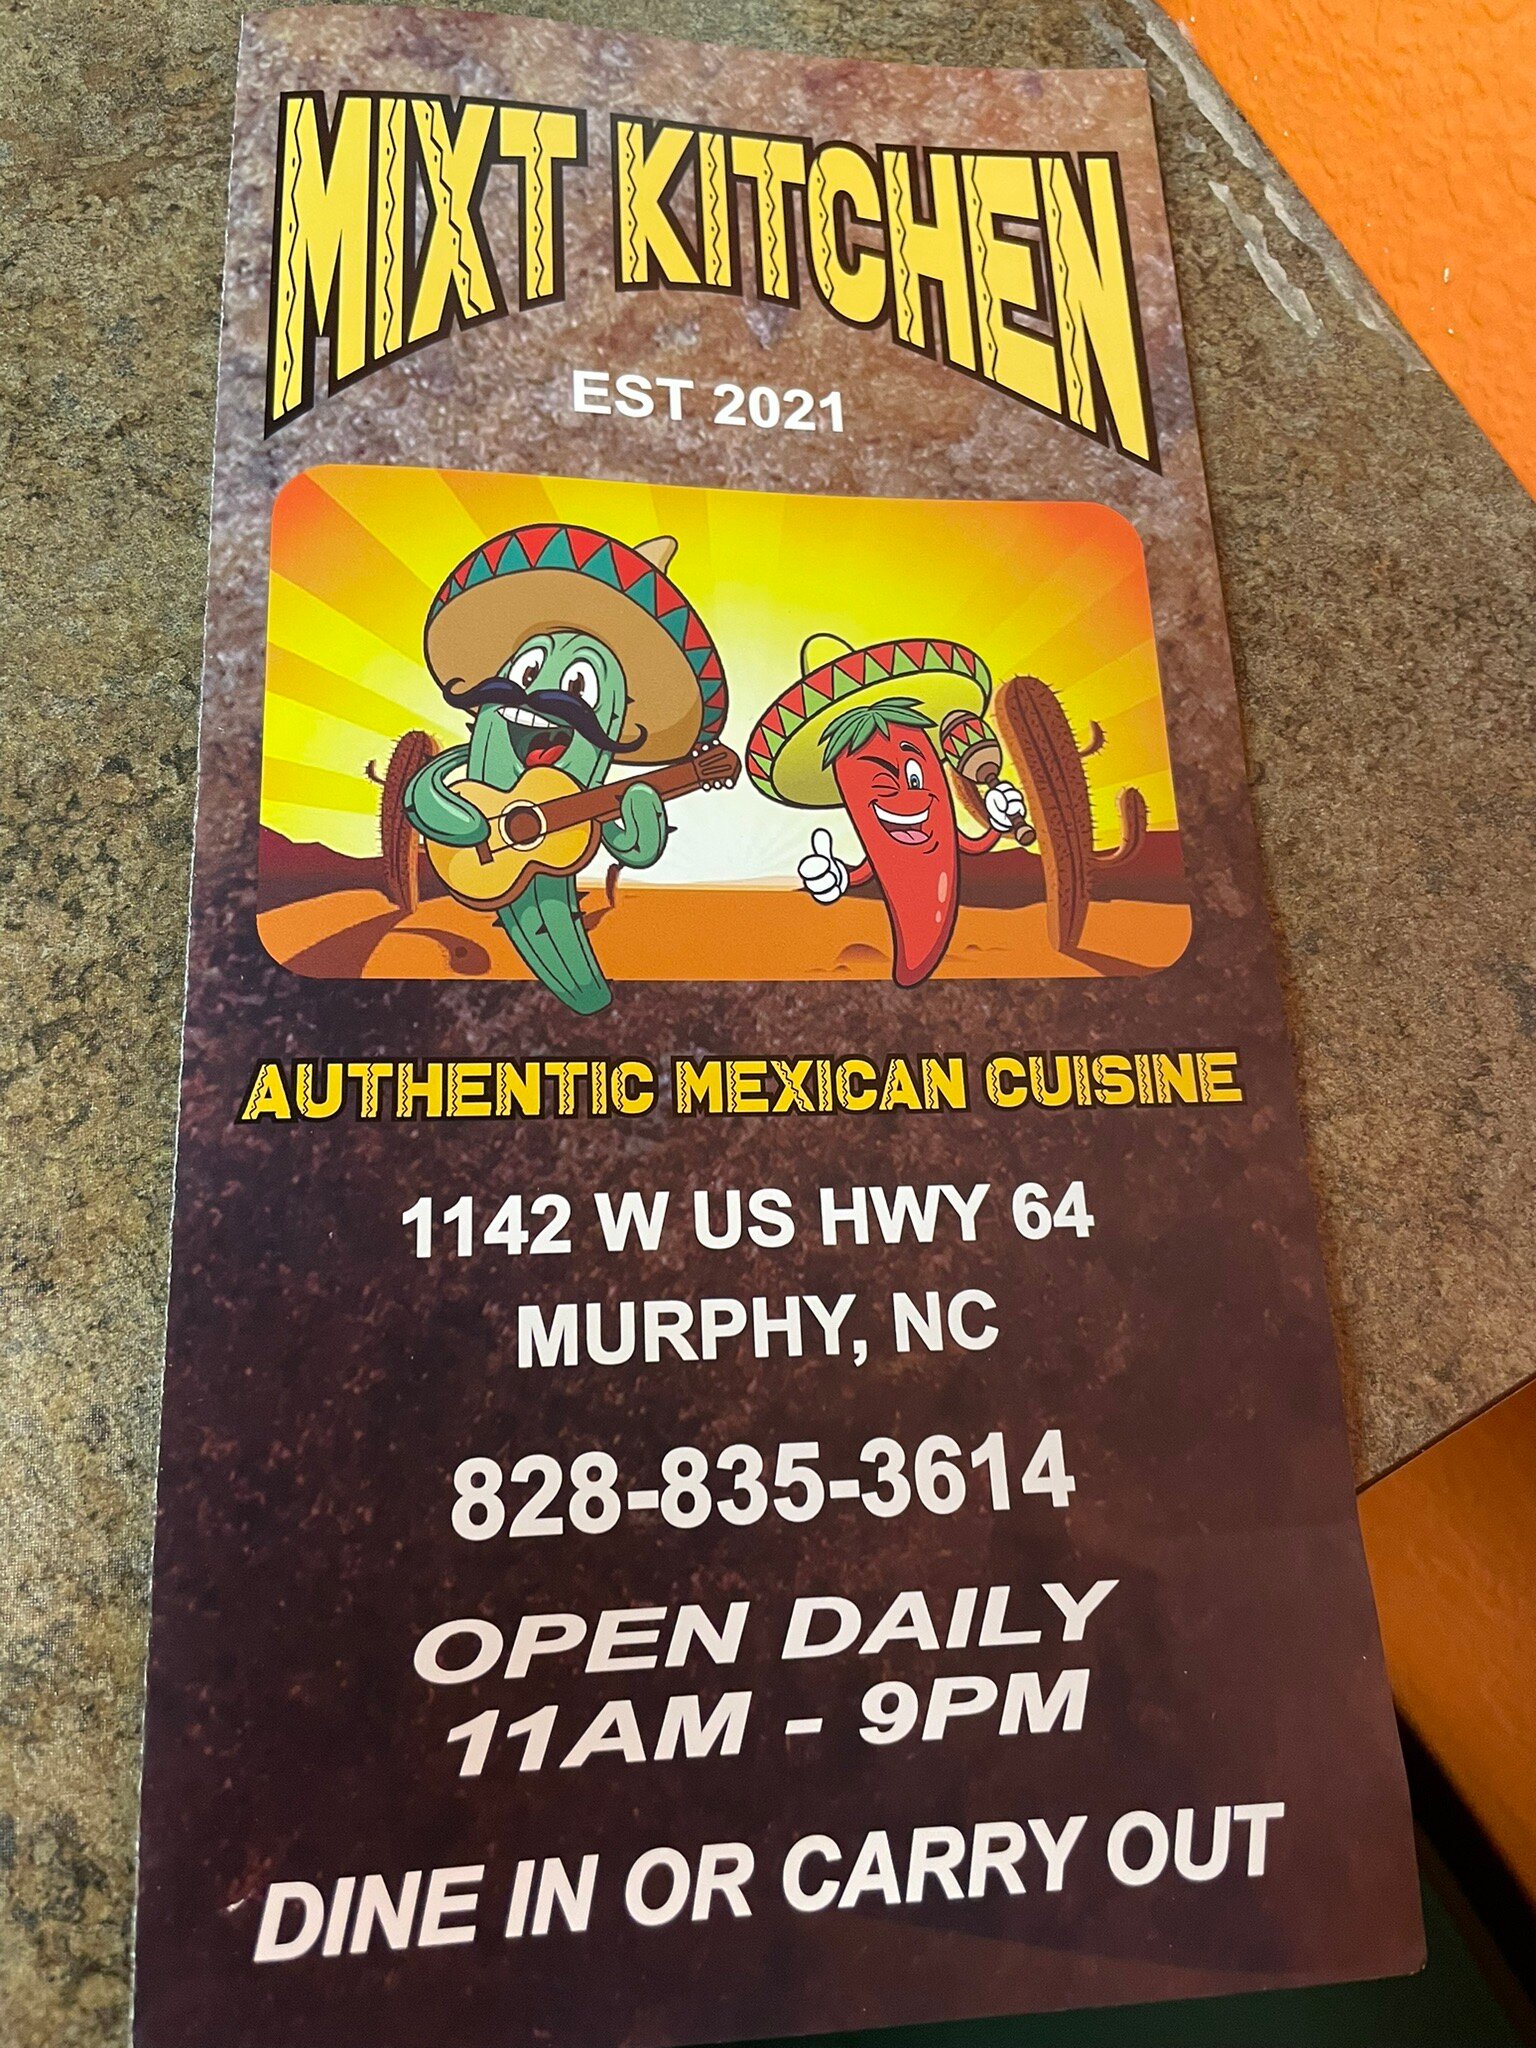 MIXT KITCHEN
EST 2021
AUTHENTIC MEXICAN CUISINE
1142 W US HWY 64
MURPHY, NC
828-835-3614
OPEN DAILY
11AM - 9PM
DINE IN OR CARRY OUT